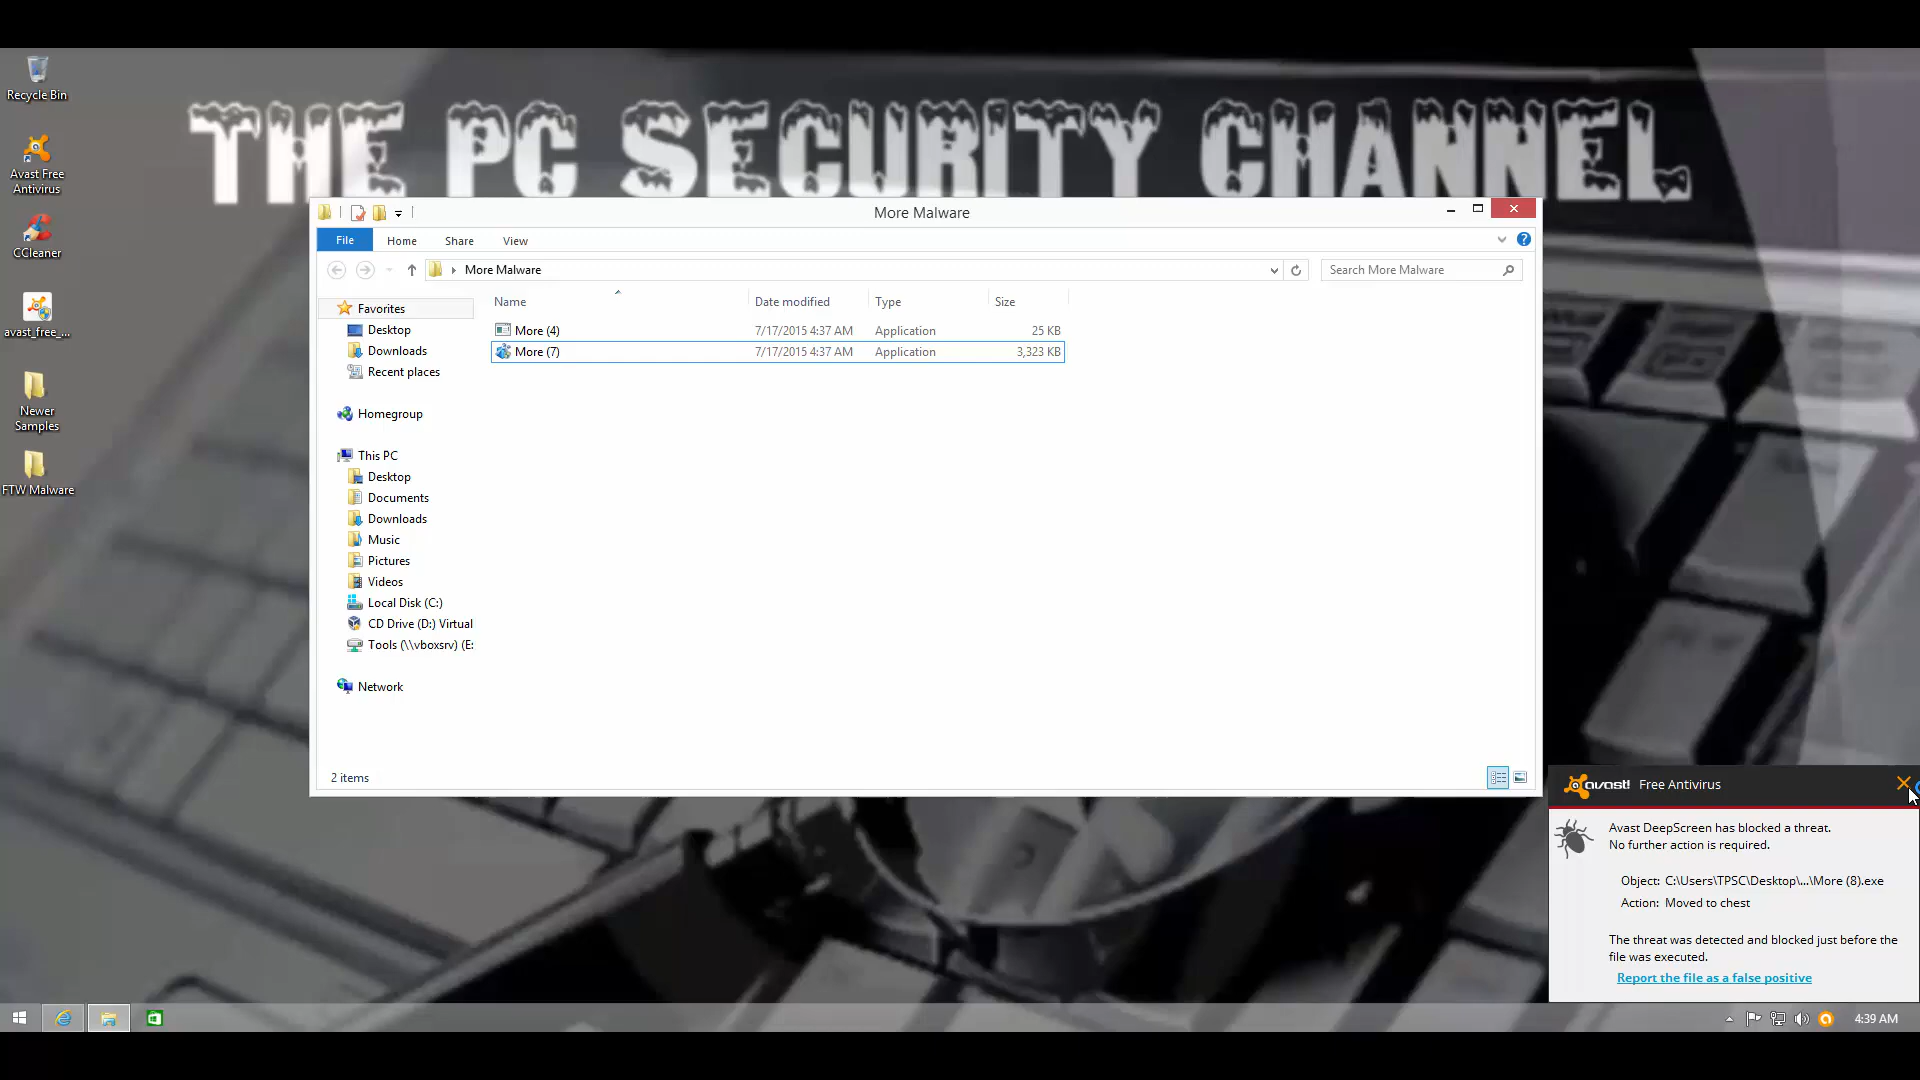 THE PC SECURITY CHANNEL
Recycle Bin
Avast Free
Antivirus
CCleaner
avast_free_...
Newer
Samples
FTW Malware
More Malware
File
Home
Share
View
More Malware
Search More Malware
Favorites
Desktop
Downloads
Recent places
Homegroup
This PC
Desktop
Documents
Downloads
Music
Pictures
Videos
Local Disk (C:)
CD Drive (D:) Virtual
Tools (\\vboxsrv) (E:
Network
Name Date modified Type Size
More (4) 7/17/2015 4:37 AM Application 25 KB
More (7) 7/17/2015 4:37 AM Application 3,323 KB
2 items
avast! Free Antivirus
Avast DeepScreen has blocked a threat.
No further action is required.
Object: C:\Users\TPSC\Desktop\...\More (8).exe
Action: Moved to chest
The threat was detected and blocked just before the
file was executed.
Report the file as a false positive
4:39 AM